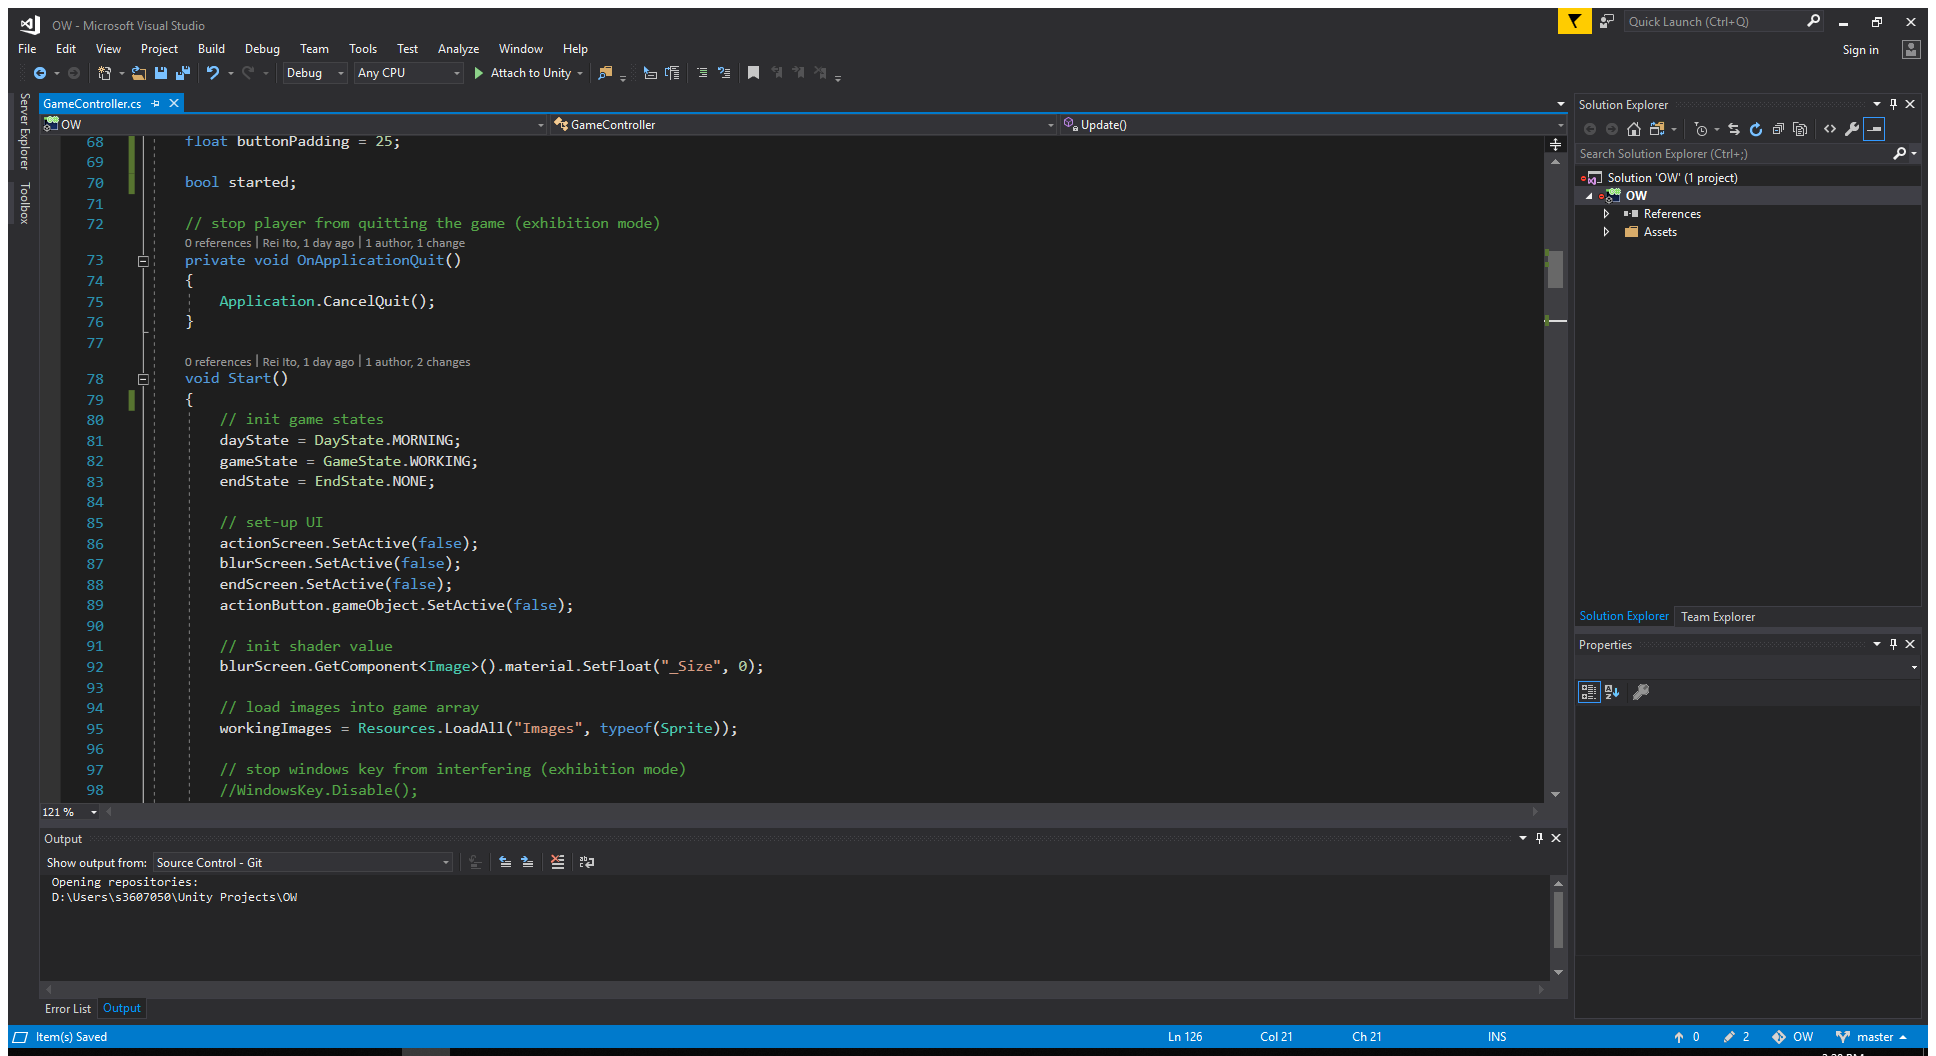 OW - Microsoft Visual Studio
Quick Launch (Ctrl+Q)
File Edit View Project Build Debug Team Tools Test Analyze Window Help
Sign in
Debug Any CPU Attach to Unity
Server Explorer
Toolbox
GameController.cs
OW GameController Update()
68 float buttonPadding = 25;
69
70 bool started;
71
72 // stop player from quitting the game (exhibition mode)
0 references | Rei Ito, 1 day ago | 1 author, 1 change
73 private void OnApplicationQuit()
74 {
75 Application.CancelQuit();
76 }
77
0 references | Rei Ito, 1 day ago | 1 author, 2 changes
78 void Start()
79 {
80 // init game states
81 dayState = DayState.MORNING;
82 gameState = GameState.WORKING;
83 endState = EndState.NONE;
84
85 // set-up UI
86 actionScreen.SetActive(false);
87 blurScreen.SetActive(false);
88 endScreen.SetActive(false);
89 actionButton.gameObject.SetActive(false);
90
91 // init shader value
92 blurScreen.GetComponent<Image>().material.SetFloat("_Size", 0);
93
94 // load images into game array
95 workingImages = Resources.LoadAll("Images", typeof(Sprite));
96
97 // stop windows key from interfering (exhibition mode)
98 //WindowsKey.Disable();
121 %
Output
Show output from: Source Control - Git
Opening repositories:
D:\Users\s3607050\Unity Projects\OW
Error List Output
Solution Explorer
Search Solution Explorer (Ctrl+;)
Solution 'OW' (1 project)
OW
References
Assets
Solution Explorer Team Explorer
Properties
Item(s) Saved Ln 126 Col 21 Ch 21 INS 0 2 OW master